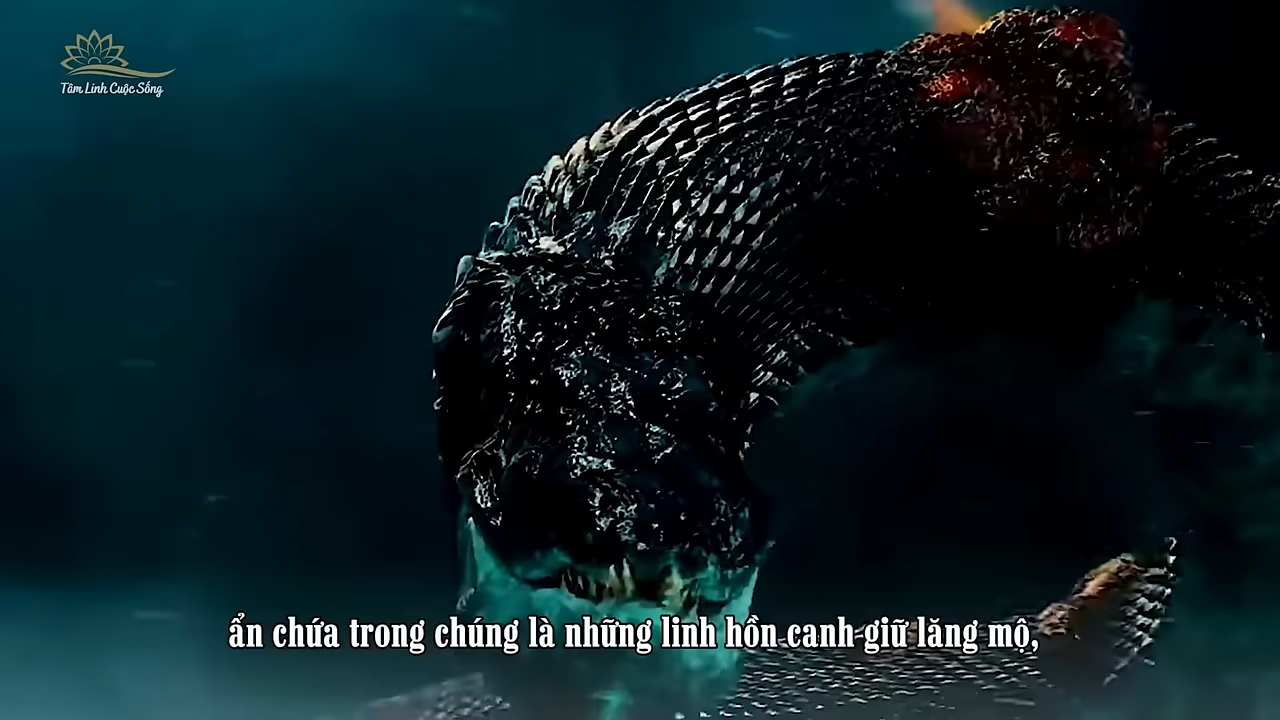 Tâm Linh Cuộc Sống
ẩn chứa trong chúng là những linh hồn canh giữ lăng mộ,